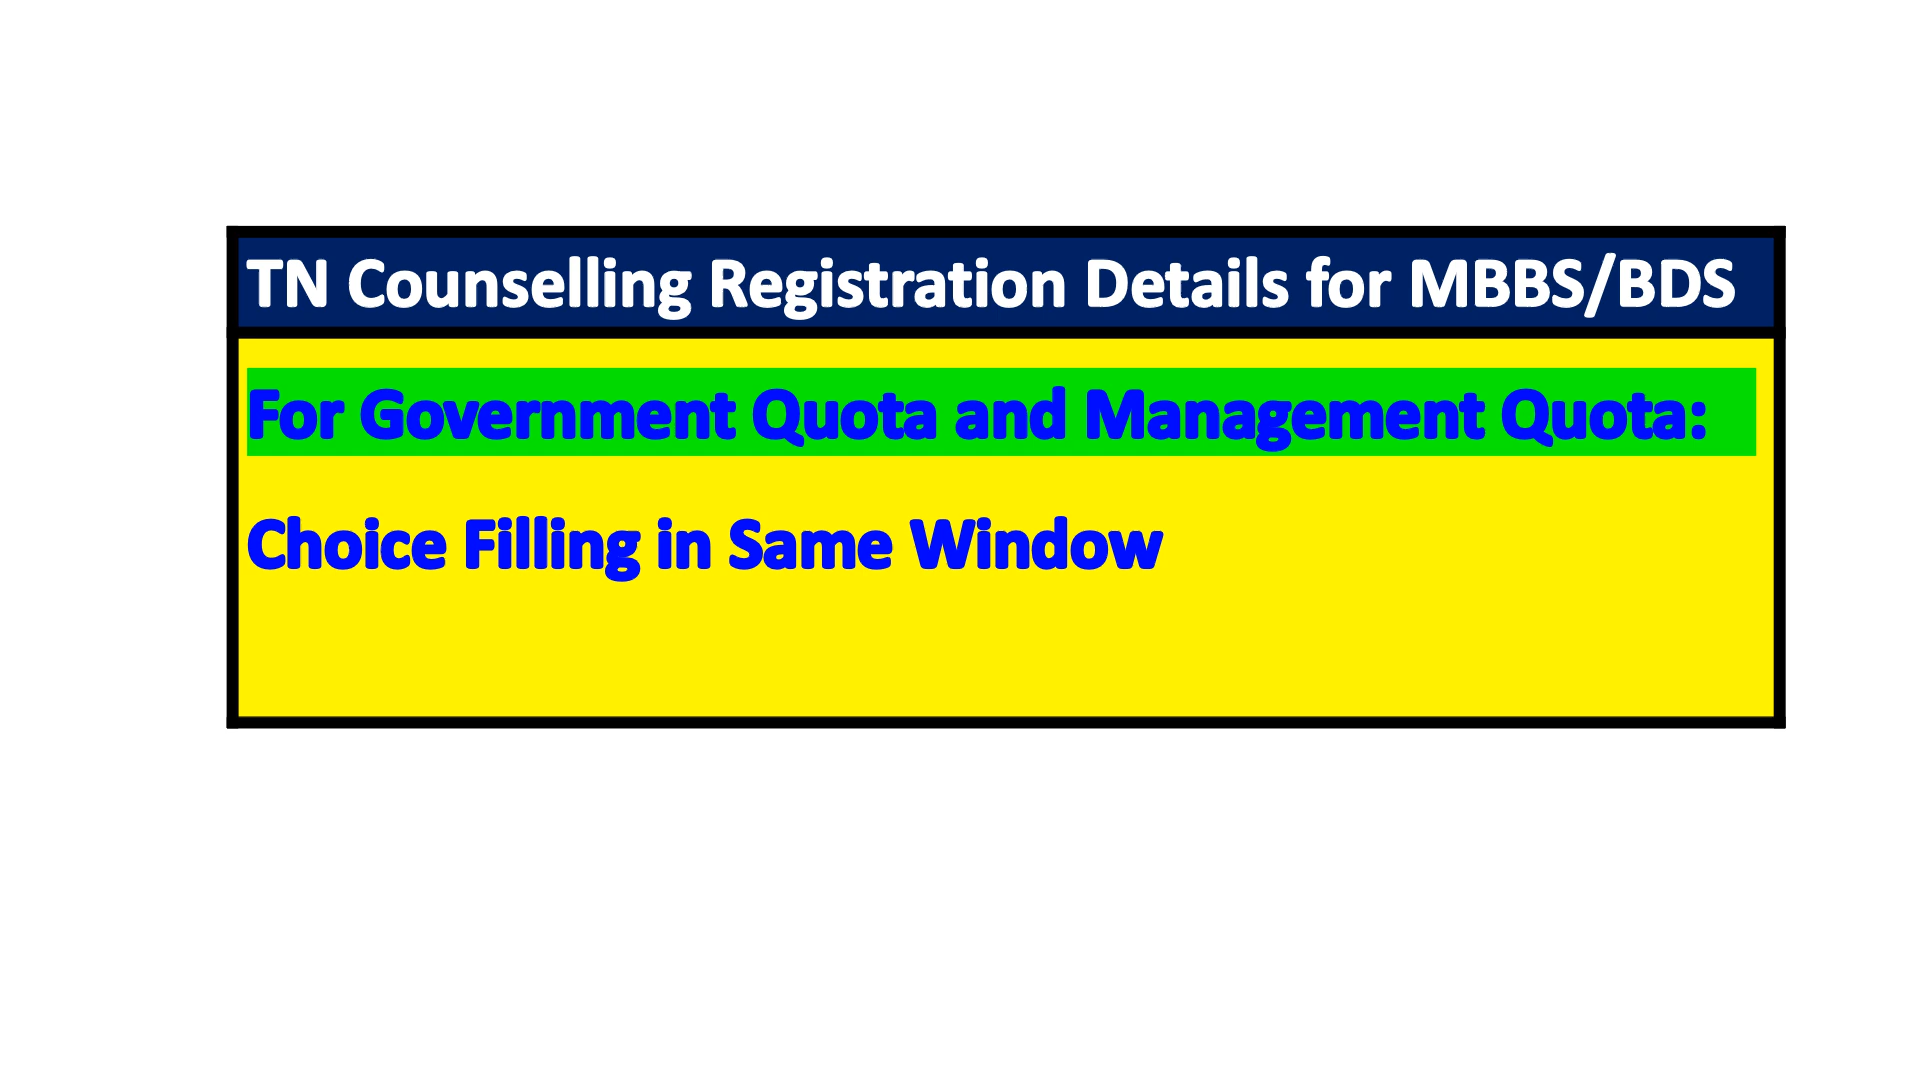 TN Counselling Registration Details for MBBS/BDS
For Government Quota and Management Quota:
Choice Filling in Same Window